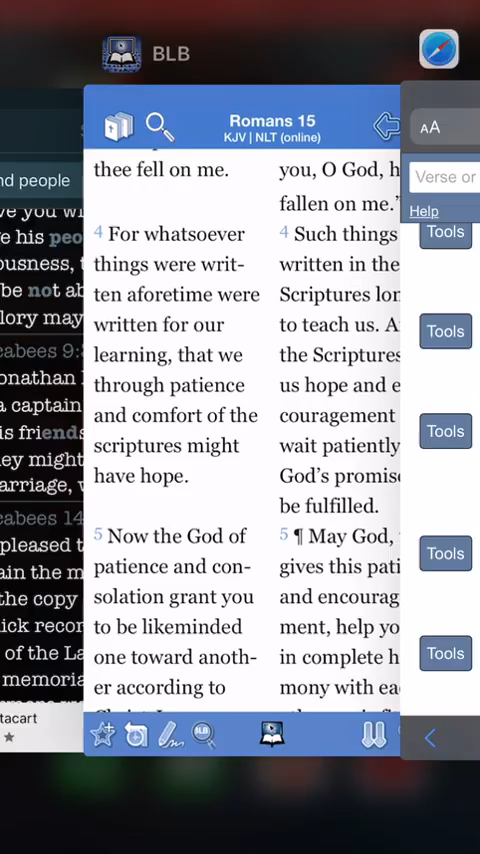 BLB
Romans 15
KJV | NLT (online)
nd people
ve you wi
e his peo
ousness, t
be not ab
lory may
cabees 9:
onathan
a captain
is friends
ey might
arriage, v
cabees 14
pleased t
ain the m
the copy
ick recor
of the La
memoria
tacart
thee fell on me.
4 For whatsoever
things were writ-
ten aforetime were
written for our
learning, that we
through patience
and comfort of the
scriptures might
have hope.
5 Now the God of
patience and con-
solation grant you
to be likeminded
one toward anoth-
er according to
you, O God, h
fallen on me.”
4 Such things
written in the
Scriptures lon
to teach us. A
the Scriptures
us hope and e
couragement
wait patiently
God’s promise
be fulfilled.
5 ¶ May God,
gives this pati
and encourag
ment, help yo
in complete h
mony with ea
BLB
AA
Verse or
Help
Tools
Tools
Tools
Tools
Tools